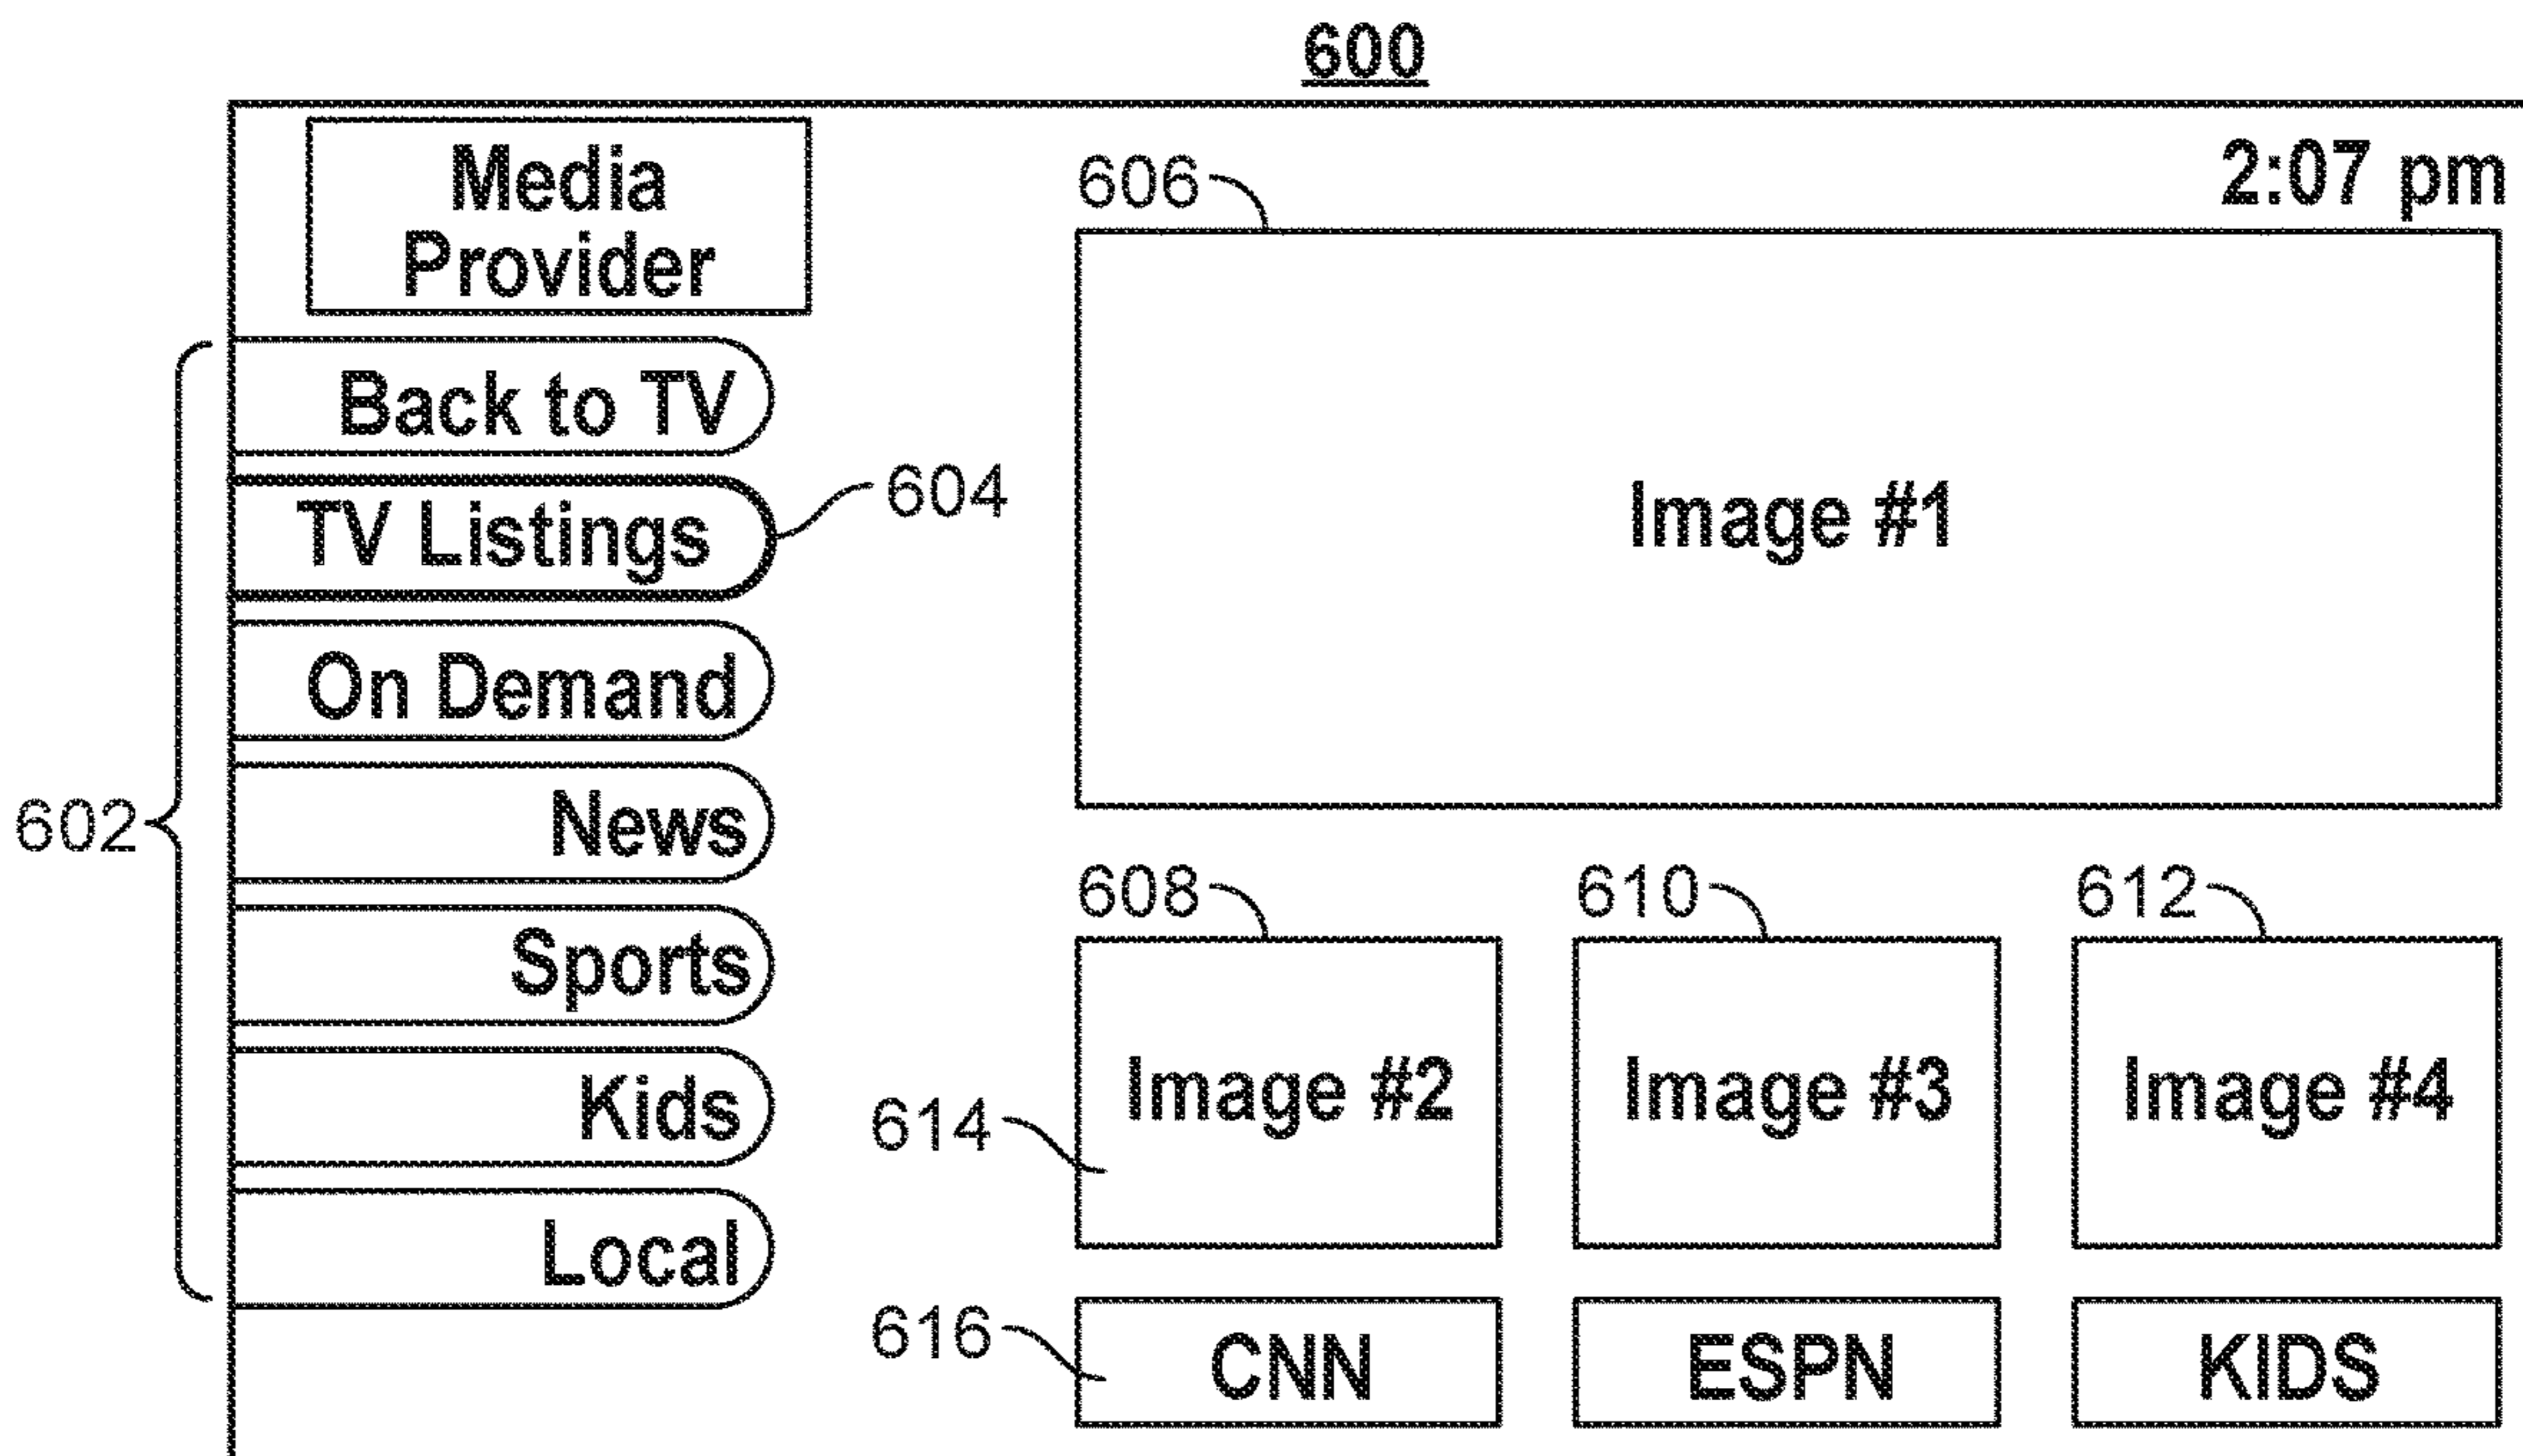 600
Media
Provider
2:07 pm
606
Back to TV
604
TV Listings
Image #1
On Demand
602
News
608
610
612
Sports
Image #2
Image #3
Image #4
614
Kids
Local
616
CNN
ESPN
KIDS